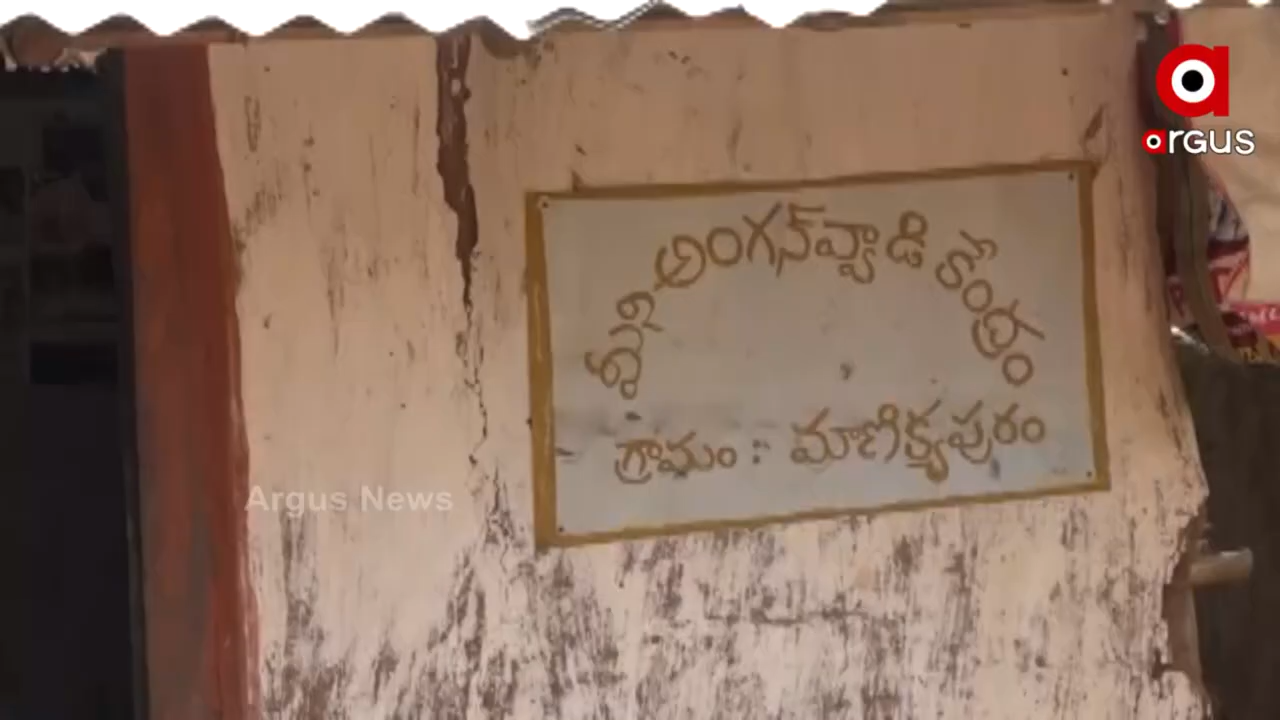 argus
మిని అంగన్‌వ్వాడి కేంద్రం
గ్రామం : మాణిక్యపురం
Argus News